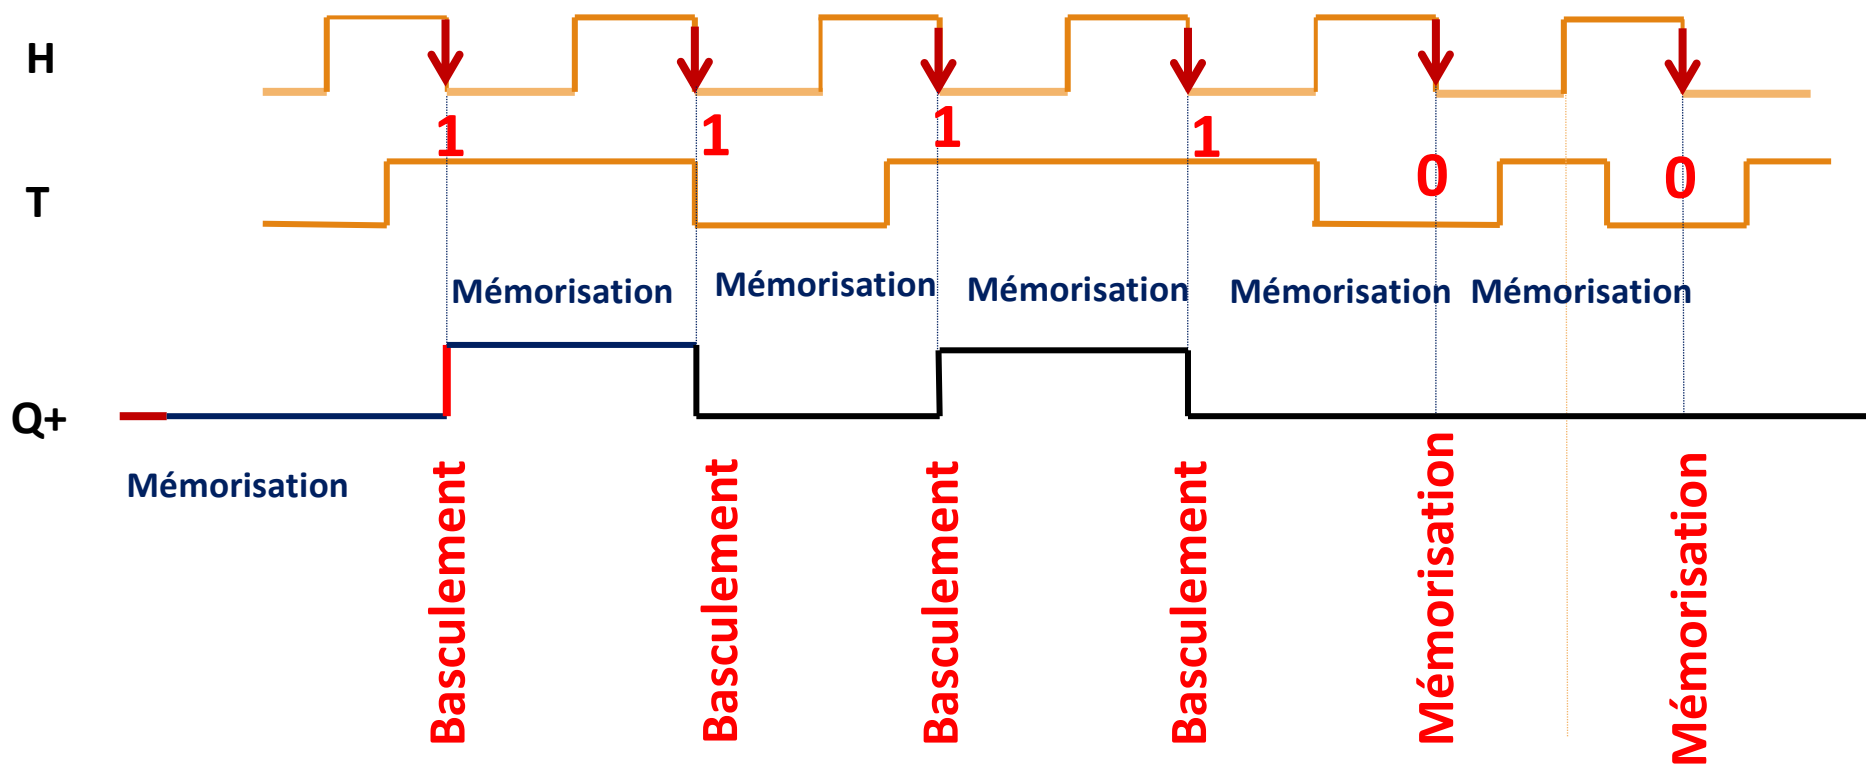 H
1 1 1 1
T
0 0
Mémorisation Mémorisation Mémorisation Mémorisation Mémorisation
Q+
Mémorisation
Basculement
Basculement
Basculement
Basculement
Mémorisation
Mémorisation